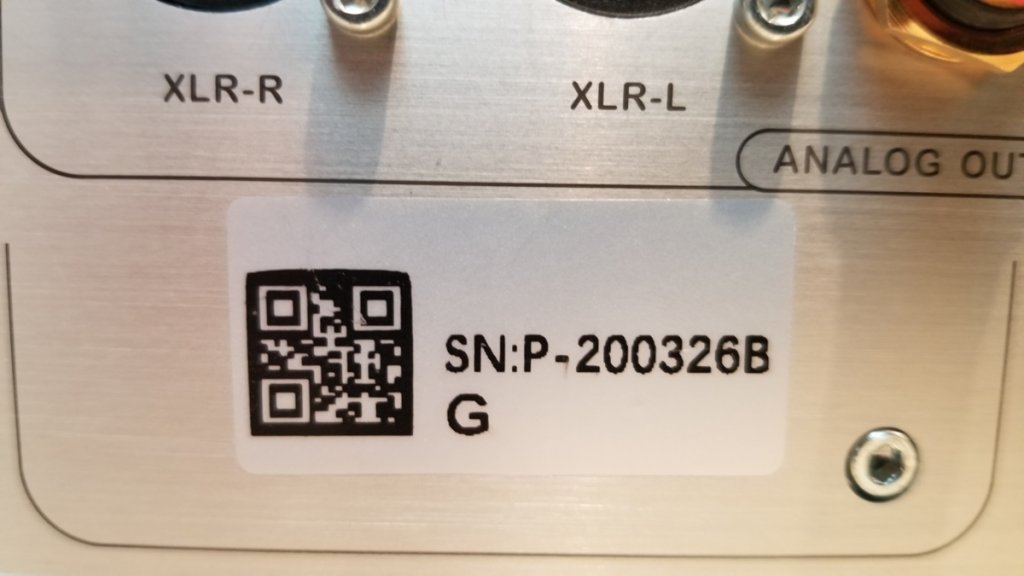 XLR-R
XLR-L
ANALOG OUT
SN:P-200326B
G